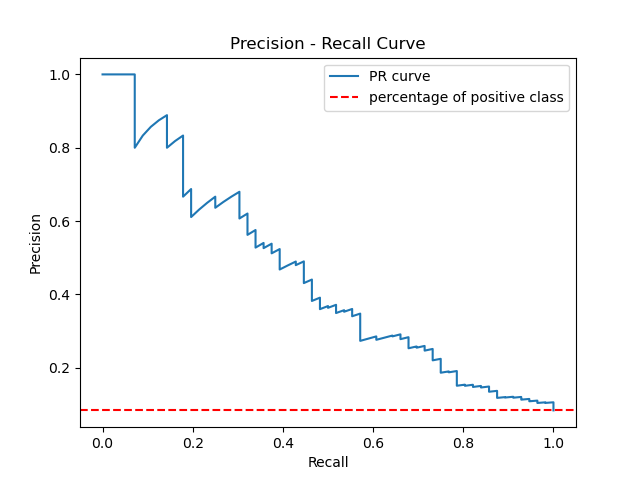 Precision - Recall Curve
PR curve
percentage of positive class
1.0
0.8
0.6
0.4
0.2
Precision
0.0
0.2
0.4
0.6
0.8
1.0
Recall